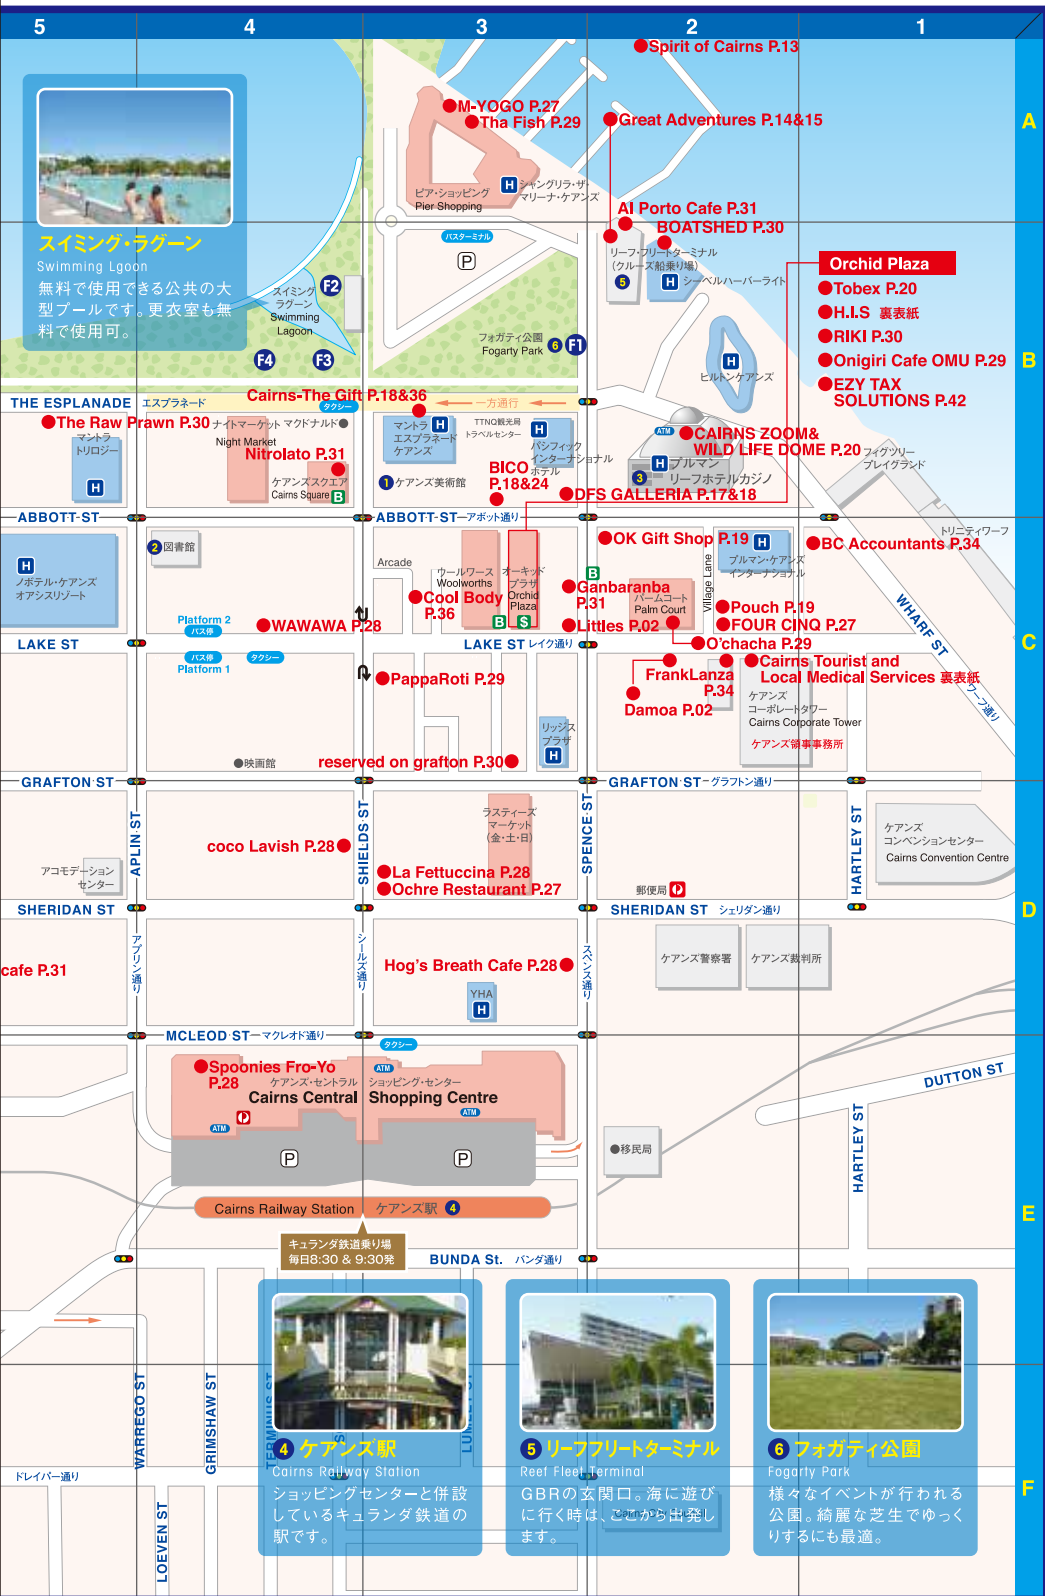 5 4 3 2 1
A
B
C
D
E
F
Spirit of Cairns P.13
M-YOGO P.27
Tha Fish P.29
Great Adventures P.14&15
H シャングリラ・ザ・
マリーナ・ケアンズ
ピア・ショッピング
Pier Shopping
Al Porto Cafe P.31
BOATSHED P.30
バスターミナル
P
リーフ・フリートターミナル
(クルーズ船乗り場)
5
H シーベルハーバーライト
スイミング・ラグーン
Swimming Lgoon
無料で使用できる公共の大
型プールです。更衣室も無
料で使用可。
スイミング
ラグーン
Swimming
Lagoon
F2
F4
F3
フォガティ公園
Fogarty Park
6 F1
H
ヒルトンケアンズ
Orchid Plaza
Tobex P.20
H.I.S 裏表紙
RIKI P.30
Onigiri Cafe OMU P.29
EZY TAX
SOLUTIONS P.42
THE ESPLANADE エスプラネード
Cairns-The Gift P.18&36
タクシー
一方通行
The Raw Prawn P.30
マントラ
トリロジー
H
ナイトマーケット
Night Market
マクドナルド
Nitrolato P.31
ケアンズスクエア
Cairns Square B
マントラ
エスプラネード
ケアンズ
H
TTNQ観光局
トラベルセンター
H
パシフィック
インターナショナル
ホテル
1 ケアンズ美術館
BICO
P.18&24
DFS GALLERIA P.17&18
ATM
CAIRNS ZOOM&
WILD LIFE DOME P.20
H プルマン
リーフホテルカジノ
3
フィグツリー
プレイグランド
トリニティワーフ
ABBOTT ST
ABBOTT ST アボット通り
H
ノボテル・ケアンズ
オアシスリゾート
2 図書館
Arcade
ウールワース
Woolworths
オーキッド
プラザ
Orchid
Plaza
B
S
Cool Body
P.36
WAWAWA P.28
OK Gift Shop P.19
B
Ganbaranba
P.31
Littles P.02
パームコート
Palm Court
Village Lane
H
プルマン・ケアンズ
インターナショナル
BC Accountants P.34
Pouch P.19
FOUR CINQ P.27
O'chacha P.29
WHARF ST
ワーフ通り
Platform 2
バス停
LAKE ST
LAKE ST レイク通り
バス停
Platform 1
タクシー
PappaRoti P.29
FrankLanza
P.34
Damoa P.02
Cairns Tourist and
Local Medical Services 裏表紙
ケアンズ
コーポレートタワー
Cairns Corporate Tower
ケアンズ領事事務所
リッジス
プラザ
H
映画館
reserved on grafton P.30
GRAFTON ST
GRAFTON ST グラフトン通り
APLIN ST
SHIELDS ST
SPENCE ST
HARTLEY ST
ラスティーズ
マーケット
(金・土・日)
coco Lavish P.28
La Fettuccina P.28
Ochre Restaurant P.27
アコモデーション
センター
郵便局
ケアンズ
コンベンションセンター
Cairns Convention Centre
SHERIDAN ST
SHERIDAN ST シェリダン通り
アプリン通り
シールズ通り
スペンス通り
cafe P.31
Hog's Breath Cafe P.28
YHA
H
ケアンズ警察署
ケアンズ裁判所
MCLEOD ST マクレオド通り
タクシー
Spoonies Fro-Yo
P.28
ATM
ケアンズ・セントラル ショッピング・センター
Cairns Central Shopping Centre
ATM
ATM
P
P
移民局
DUTTON ST
HARTLEY ST
Cairns Railway Station ケアンズ駅 4
キュランダ鉄道乗り場
毎日8:30 & 9:30発
BUNDA St. バンダ通り
WARREGO ST
GRIMSHAW ST
TERMINUS ST
ドレイパー通り
LOEVEN ST
4 ケアンズ駅
Cairns Railway Station
ショッピングセンターと併設
しているキュランダ鉄道の
駅です。
5 リーフフリートターミナル
Reef Fleet Terminal
GBRの玄関口。海に遊び
に行く時は、ここから出発し
ます。
6 フォガティ公園
Fogarty Park
様々なイベントが行われる
公園。綺麗な芝生でゆっく
りするにも最適。